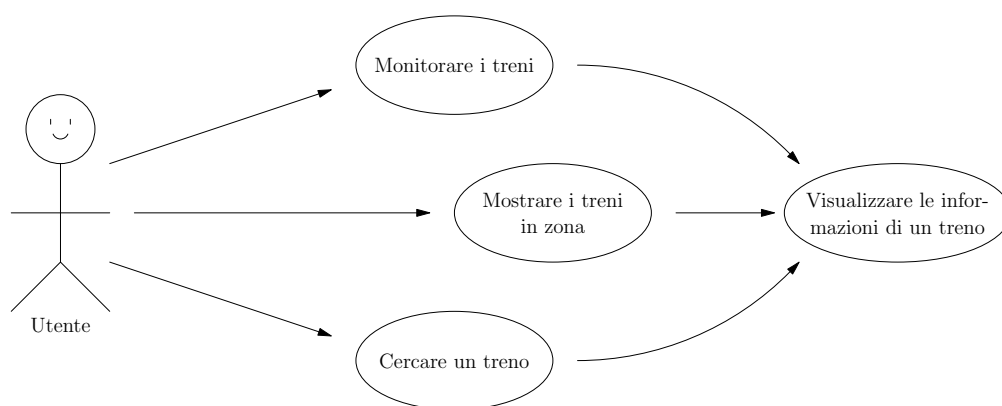 Monitorare i treni
Mostrare i treni
in zona
Visualizzare le infor-
mazioni di un treno
Utente
Cercare un treno